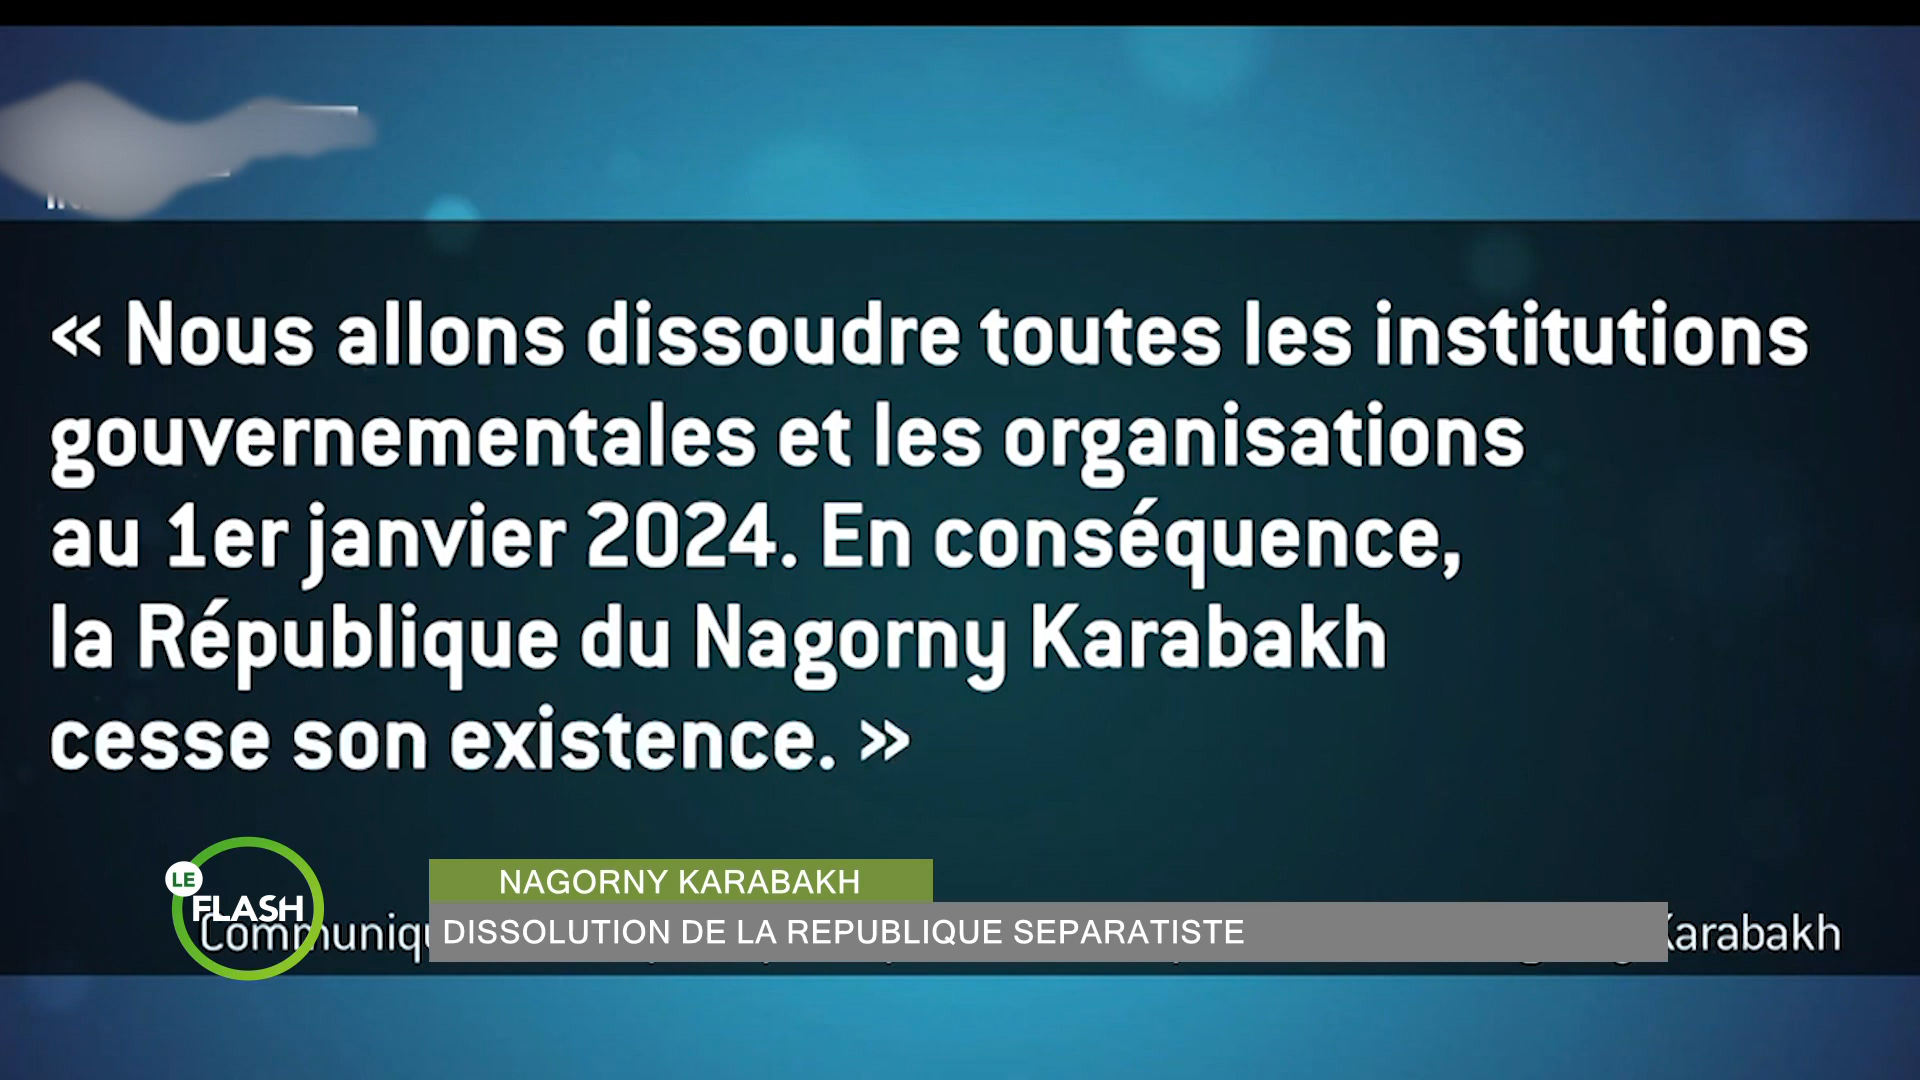 « Nous allons dissoudre toutes les institutions
gouvernementales et les organisations
au 1er janvier 2024. En conséquence,
la République du Nagorny Karabakh
cesse son existence. »
LE
FLASH
NAGORNY KARABAKH
DISSOLUTION DE LA REPUBLIQUE SEPARATISTE
Karabakh